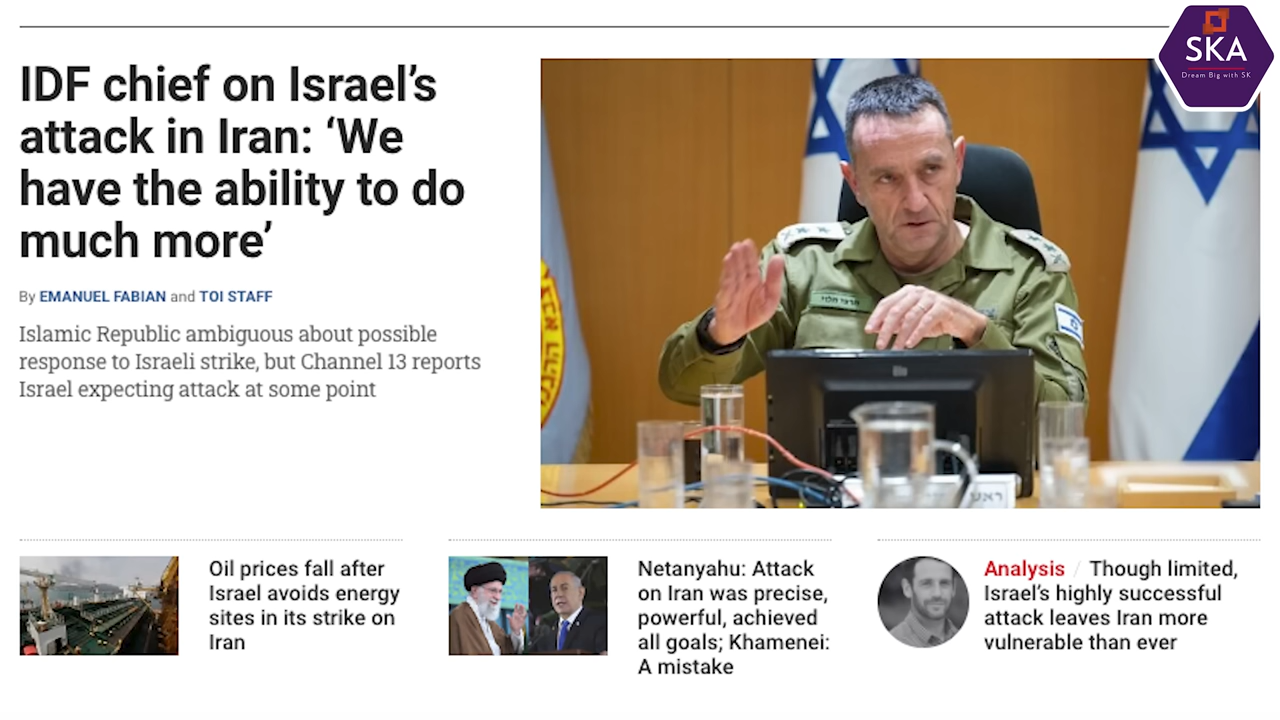 SKA
Dream Big with SK
IDF chief on Israel’s
attack in Iran: ‘We
have the ability to do
much more’
By EMANUEL FABIAN and TOI STAFF
Islamic Republic ambiguous about possible
response to Israeli strike, but Channel 13 reports
Israel expecting attack at some point
הרצי הלוי
ראש
Oil prices fall after
Israel avoids energy
sites in its strike on
Iran
Netanyahu: Attack
on Iran was precise,
powerful, achieved
all goals; Khamenei:
A mistake
Analysis / Though limited,
Israel’s highly successful
attack leaves Iran more
vulnerable than ever